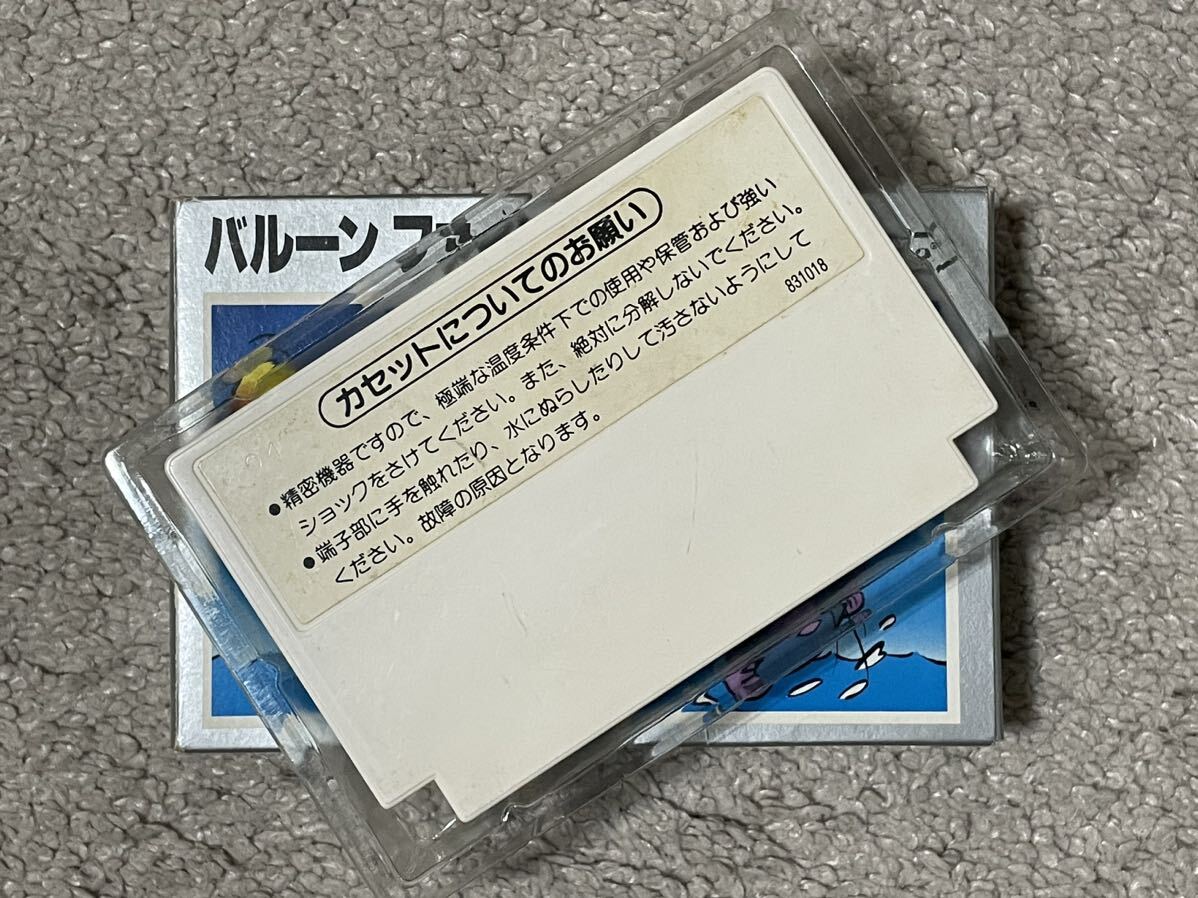 バルーン
カセットについてのお願い
●精密機器ですので、極端な温度条件下での使用や保管および強い
ショックをさけてください。また、絶対に分解しないでください。
●端子部に手を触れたり、水にぬらしたりして汚さないようにして
ください。故障の原因となります。
831018